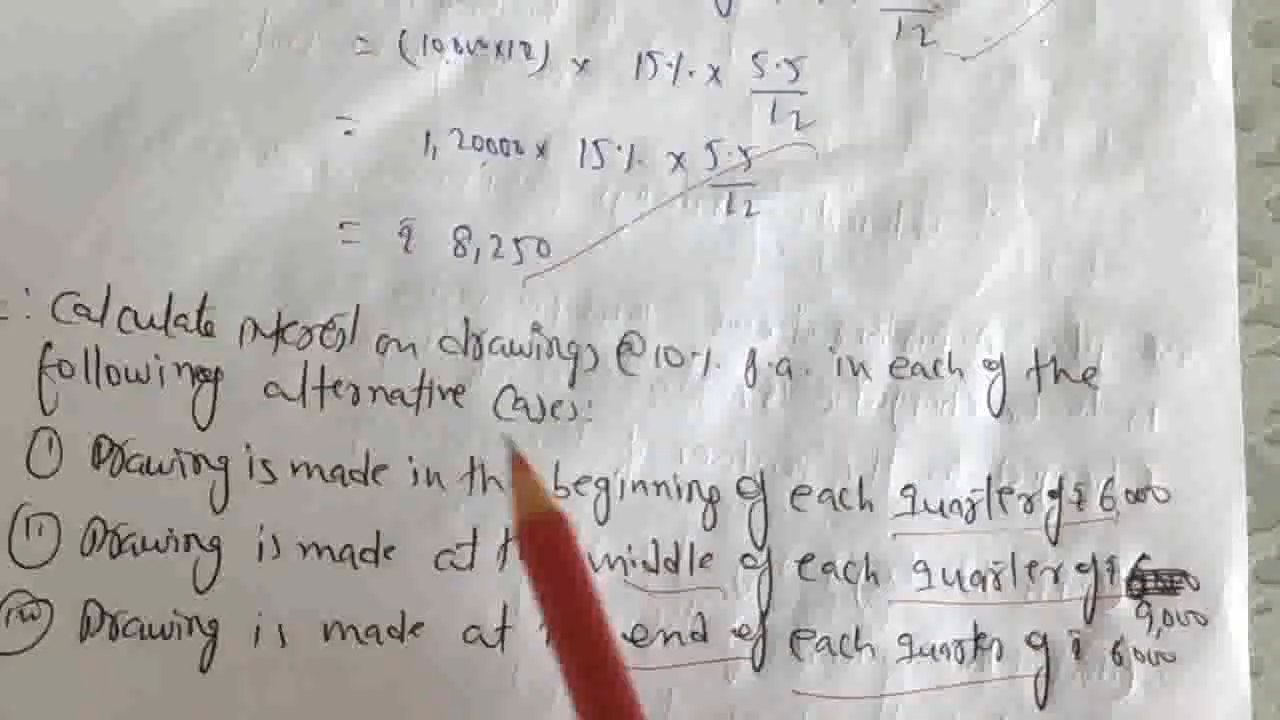 12
= (10,000×12) × 15% × 5.5
12
= 1,20000 × 15% × 5.5
12
= ₹ 8,250
: Calculate interest on drawings @ 10% p.a. in each of the
following alternative cases:
(I) Drawing is made in the beginning of each quarter of ₹ 6,000
(II) Drawing is made at middle of each quarter of ₹
9,000
(III) Drawing is made at end of each quarter of ₹ 6000